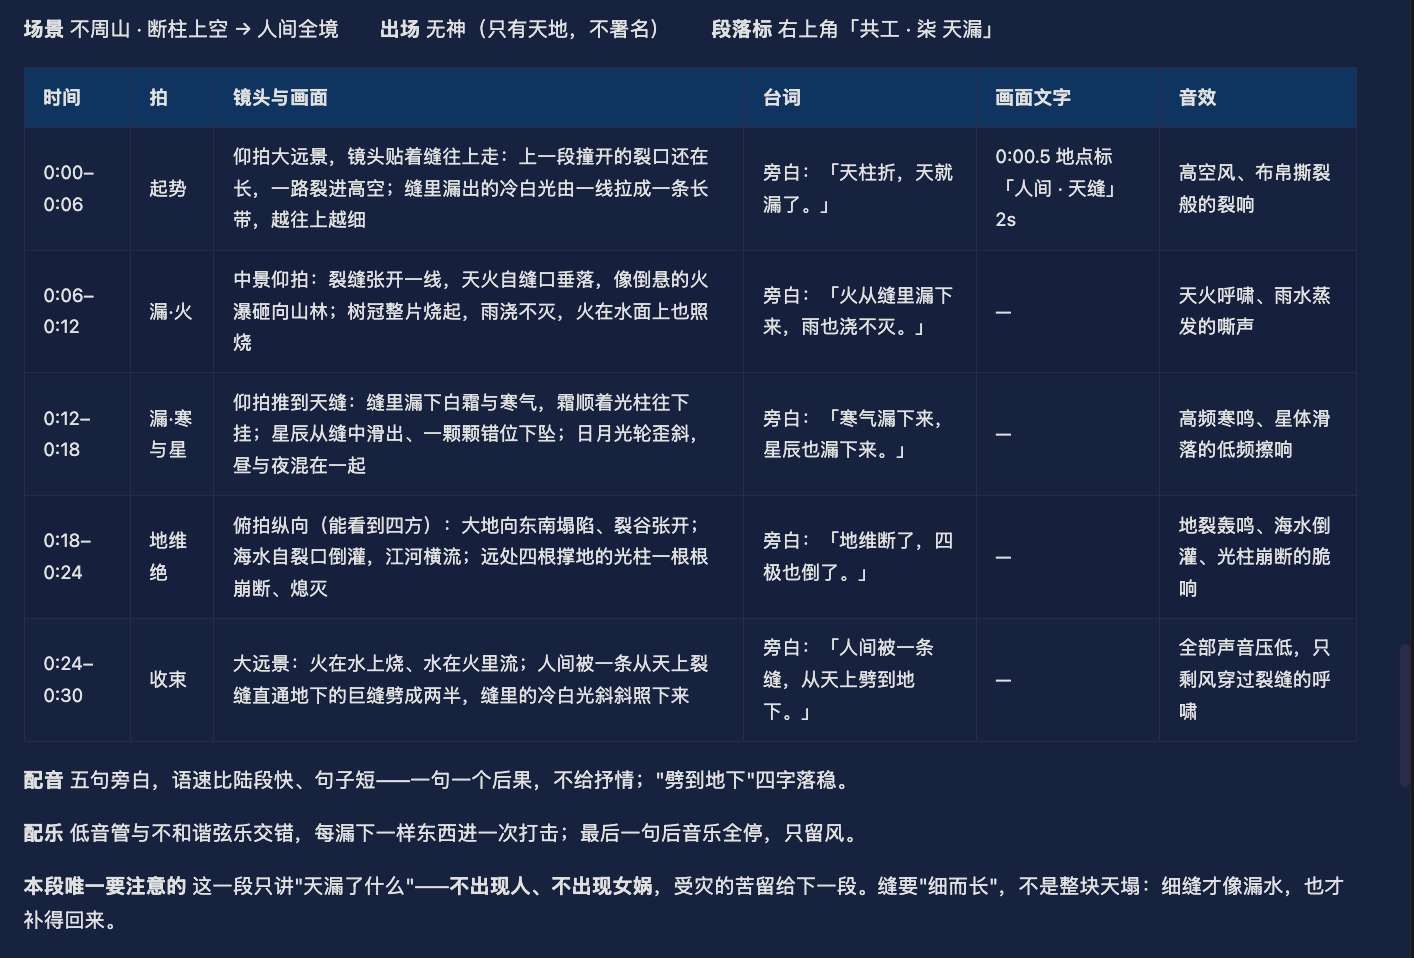 场景 不周山 · 断柱上空 → 人间全境 出场 无神（只有天地，不署名） 段落标 右上角「共工 · 柒 天漏」
时间 拍 镜头与画面 台词 画面文字 音效
0:00–
0:06
起势
仰拍大远景，镜头贴着缝往上走：上一段撞开的裂口还在
长，一路裂进高空；缝里漏出的冷白光由一线拉成一条长
带，越往上越细
旁白：「天柱折，天就
漏了。」
0:00.5 地点标
「人间 · 天缝」
2s
高空风、布帛撕裂
般的裂响
0:06–
0:12
漏·火
中景仰拍：裂缝张开一线，天火自缝口垂落，像倒悬的火
瀑砸向山林；树冠整片烧起，雨浇不灭，火在水面上也照
烧
旁白：「火从缝里漏下
来，雨也浇不灭。」
—
天火呼啸、雨水蒸
发的嘶声
0:12–
0:18
漏·寒
与星
仰拍推到天缝：缝里漏下白霜与寒气，霜顺着光柱往下
挂；星辰从缝中滑出、一颗颗错位下坠；日月光轮歪斜，
昼与夜混在一起
旁白：「寒气漏下来，
星辰也漏下来。」
—
高频寒鸣、星体滑
落的低频擦响
0:18–
0:24
地维
绝
俯拍纵向（能看到四方）：大地向东南塌陷、裂谷张开；
海水自裂口倒灌，江河横流；远处四根撑地的光柱一根根
崩断、熄灭
旁白：「地维断了，四
极也倒了。」
—
地裂轰鸣、海水倒
灌、光柱崩断的脆
响
0:24–
0:30
收束
大远景：火在水上烧、水在火里流；人间被一条从天上裂
缝直通地下的巨缝劈成两半，缝里的冷白光斜斜照下来
旁白：「人间被一条
缝，从天上劈到地
下。」
—
全部声音压低，只
剩风穿过裂缝的呼
啸
配音 五句旁白，语速比陆段快、句子短——一句一个后果，不给抒情；"劈到地下"四字落稳。
配乐 低音管与不和谐弦乐交错，每漏下一样东西进一次打击；最后一句后音乐全停，只留风。
本段唯一要注意的 这一段只讲"天漏了什么"——不出现人、不出现女娲，受灾的苦留给下一段。缝要"细而长"，不是整块天塌：细缝才像漏水，也才
补得回来。